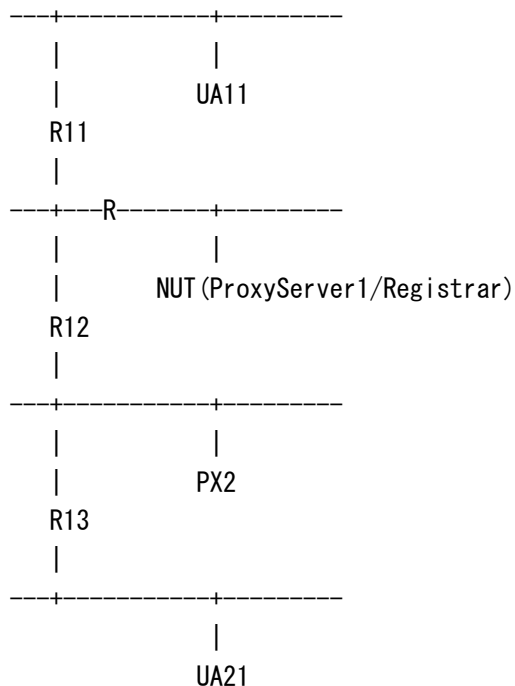 ---+-----------+---------
   |           |
   |         UA11
  R11
   |
---+---R-------+---------
   |           |
   |      NUT(ProxyServer1/Registrar)
  R12
   |
---+-----------+---------
   |           |
   |         PX2
  R13
   |
---+-----------+---------
               |
             UA21